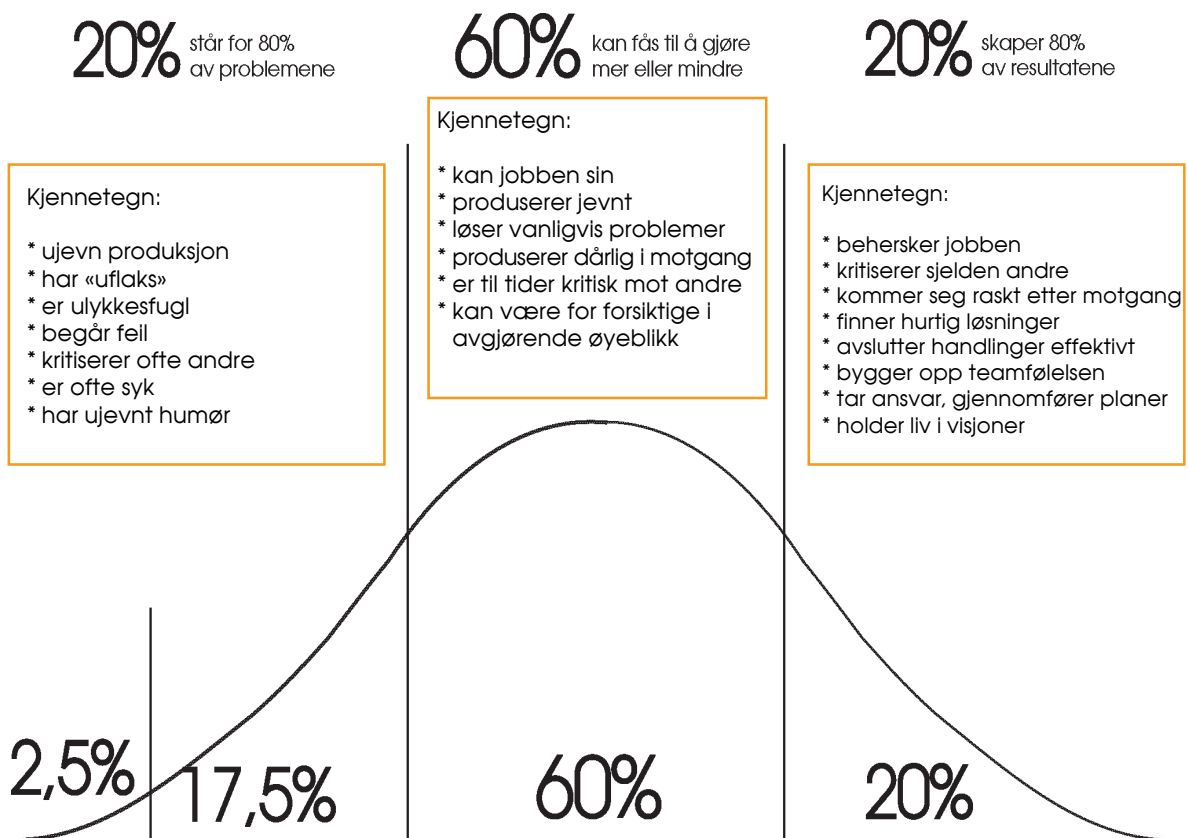 20% står for 80%
av problemene
60% kan fås til å gjøre
mer eller mindre
20% skaper 80%
av resultatene
Kjennetegn:
* ujevn produksjon
* har «uflaks»
* er ulykkesfugl
* begår feil
* kritiserer ofte andre
* er ofte syk
* har ujevnt humør
Kjennetegn:
* kan jobben sin
* produserer jevnt
* løser vanligvis problemer
* produserer dårlig i motgang
* er til tider kritisk mot andre
* kan være for forsiktige i
avgjørende øyeblikk
Kjennetegn:
* behersker jobben
* kritiserer sjelden andre
* kommer seg raskt etter motgang
* finner hurtig løsninger
* avslutter handlinger effektivt
* bygger opp teamfølelsen
* tar ansvar, gjennomfører planer
* holder liv i visjoner
2,5%
17,5%
60%
20%